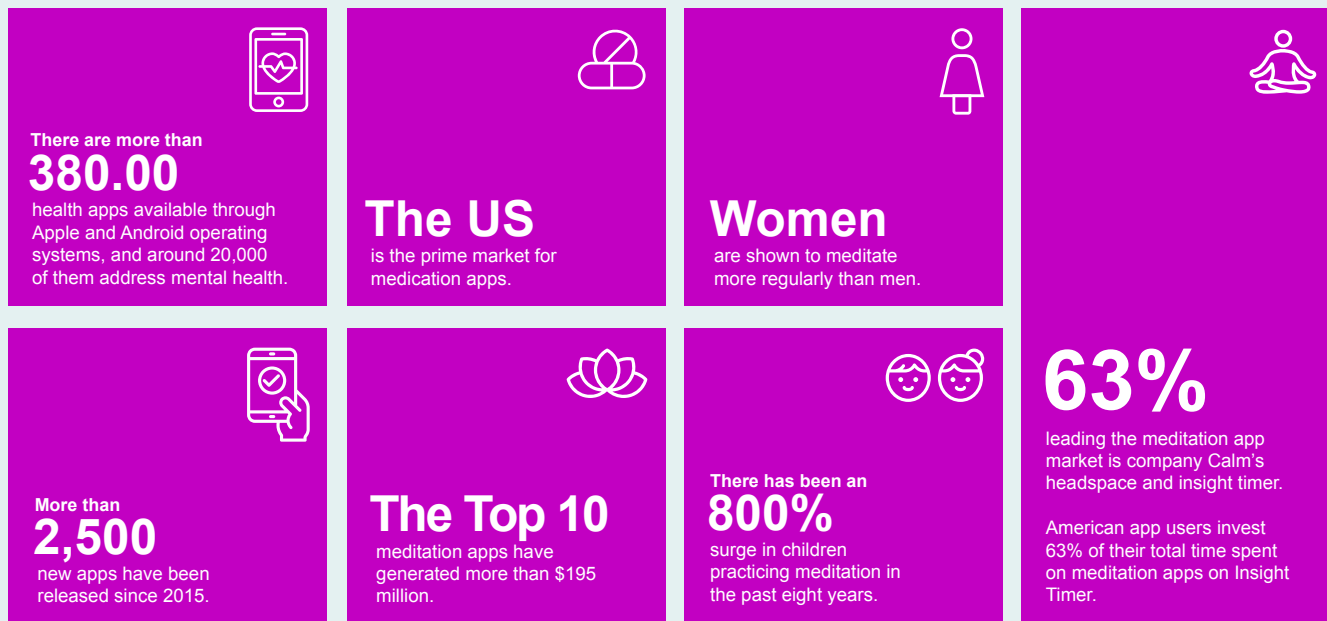 There are more than
380.00
health apps available through
Apple and Android operating
systems, and around 20,000
of them address mental health.
The US
is the prime market for
medication apps.
Women
are shown to meditate
more regularly than men.
63%
leading the meditation app
market is company Calm’s
headspace and insight timer.
American app users invest
63% of their total time spent
on meditation apps on Insight
Timer.
More than
2,500
new apps have been
released since 2015.
The Top 10
meditation apps have
generated more than $195
million.
There has been an
800%
surge in children
practicing meditation in
the past eight years.